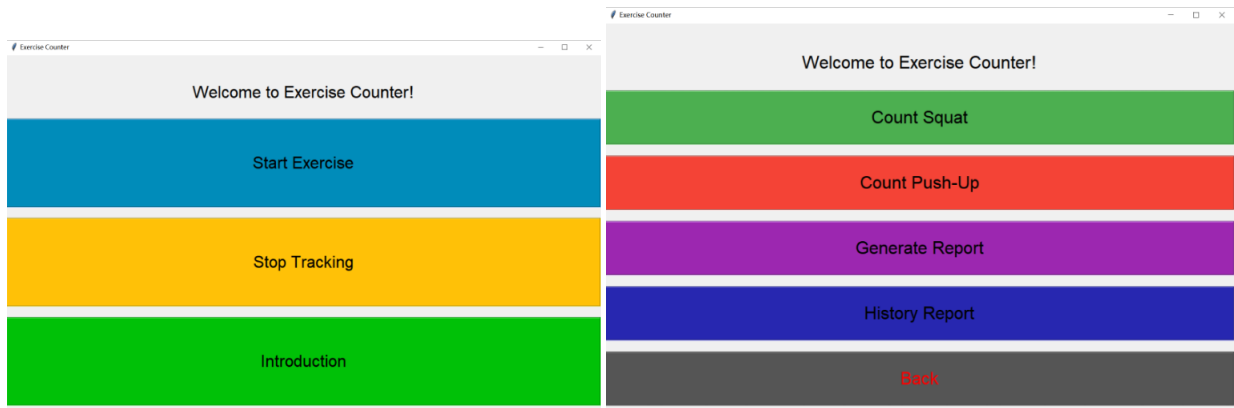 Exercise Counter
Welcome to Exercise Counter!
Start Exercise
Stop Tracking
Introduction
Exercise Counter
Welcome to Exercise Counter!
Count Squat
Count Push-Up
Generate Report
History Report
Back